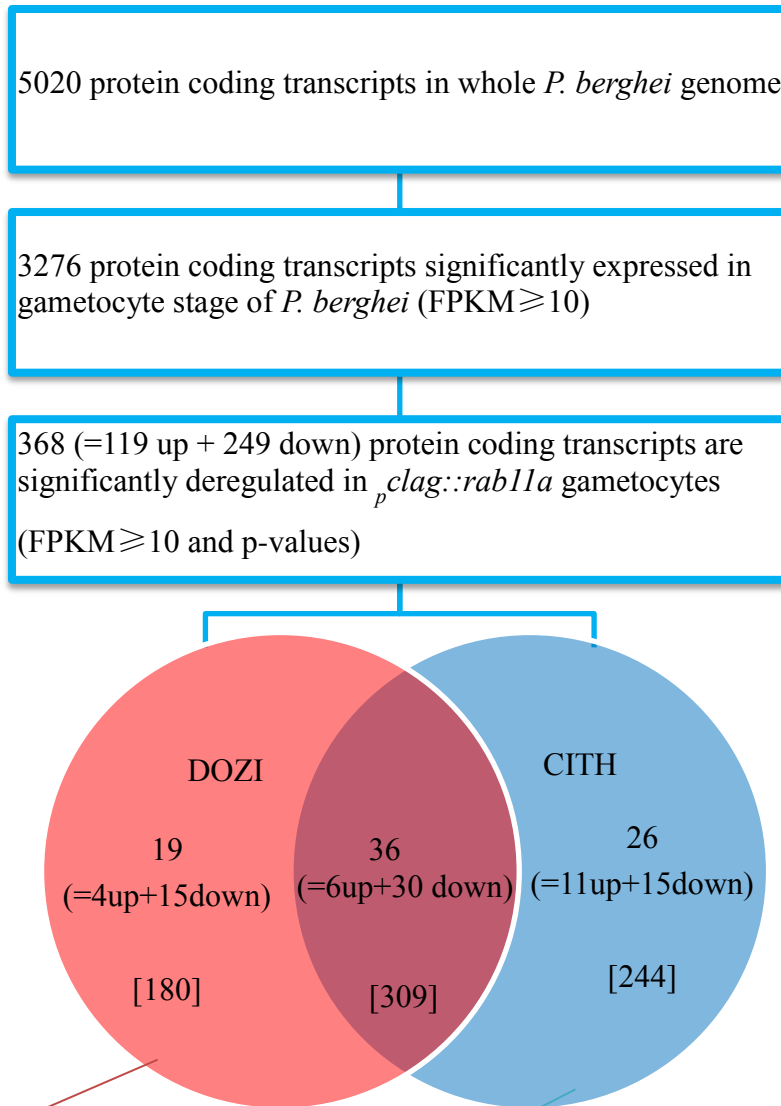 5020 protein coding transcripts in whole P. berghei genome
3276 protein coding transcripts significantly expressed in
gametocyte stage of P. berghei (FPKM≥10)
368 (=119 up + 249 down) protein coding transcripts are
significantly deregulated in pclag::rab11a gametocytes
(FPKM≥10 and p-values)
DOZI
CITH
19
(=4up+15down)
36
(=6up+30 down)
26
(=11up+15down)
[180]
[309]
[244]